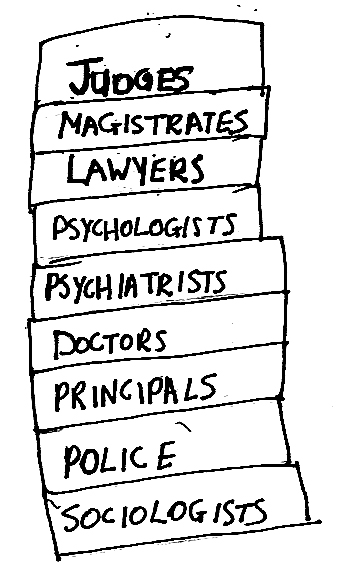 JUDGES
MAGISTRATES
LAWYERS
PSYCHOLOGISTS
PSYCHIATRISTS
DOCTORS
PRINCIPALS
POLICE
SOCIOLOGISTS